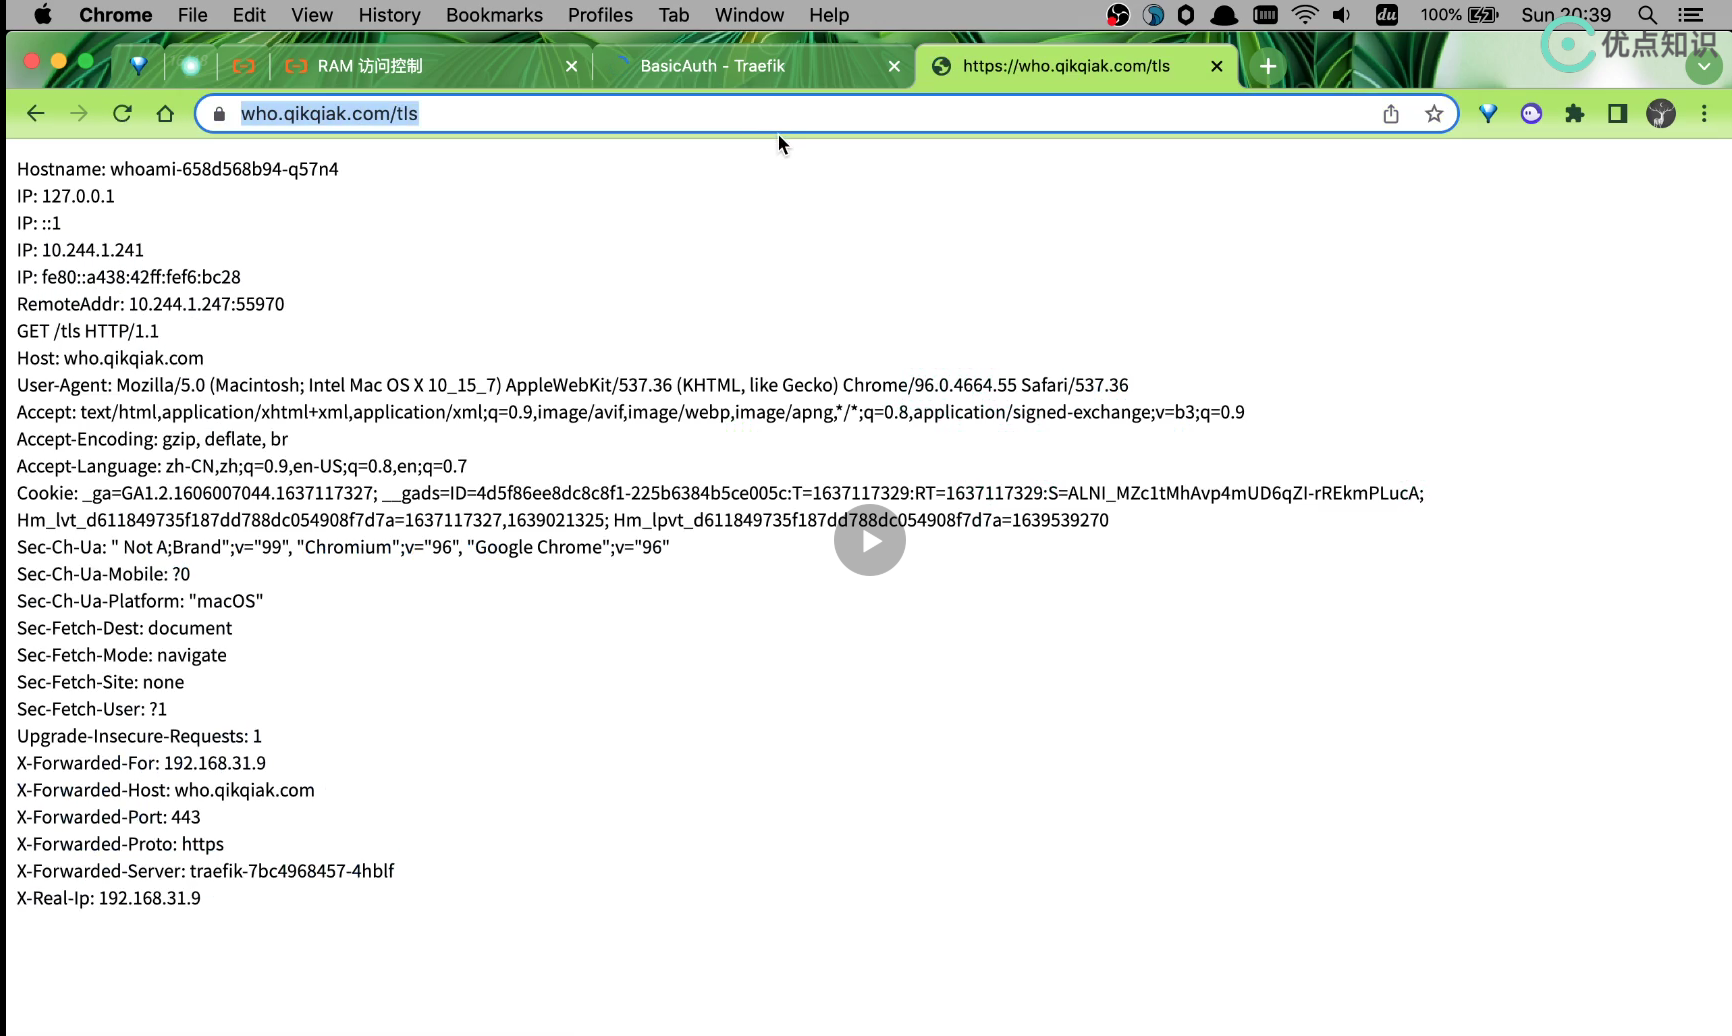 Chrome File Edit View History Bookmarks Profiles Tab Window Help du 100% Sun 20:39
优点知识
RAM 访问控制 BasicAuth - Traefik https://who.qikqiak.com/tls
who.qikqiak.com/tls
Hostname: whoami-658d568b94-q57n4
IP: 127.0.0.1
IP: ::1
IP: 10.244.1.241
IP: fe80::a438:42ff:fef6:bc28
RemoteAddr: 10.244.1.247:55970
GET /tls HTTP/1.1
Host: who.qikqiak.com
User-Agent: Mozilla/5.0 (Macintosh; Intel Mac OS X 10_15_7) AppleWebKit/537.36 (KHTML, like Gecko) Chrome/96.0.4664.55 Safari/537.36
Accept: text/html,application/xhtml+xml,application/xml;q=0.9,image/avif,image/webp,image/apng,*/*;q=0.8,application/signed-exchange;v=b3;q=0.9
Accept-Encoding: gzip, deflate, br
Accept-Language: zh-CN,zh;q=0.9,en-US;q=0.8,en;q=0.7
Cookie: _ga=GA1.2.1606007044.1637117327; __gads=ID=4d5f86ee8dc8c8f1-225b6384b5ce005c:T=1637117329:RT=1637117329:S=ALNI_MZc1tMhAvp4mUD6qZI-rREkmPLucA;
Hm_lvt_d611849735f187dd788dc054908f7d7a=1637117327,1639021325; Hm_lpvt_d611849735f187dd788dc054908f7d7a=1639539270
Sec-Ch-Ua: " Not A;Brand";v="99", "Chromium";v="96", "Google Chrome";v="96"
Sec-Ch-Ua-Mobile: ?0
Sec-Ch-Ua-Platform: "macOS"
Sec-Fetch-Dest: document
Sec-Fetch-Mode: navigate
Sec-Fetch-Site: none
Sec-Fetch-User: ?1
Upgrade-Insecure-Requests: 1
X-Forwarded-For: 192.168.31.9
X-Forwarded-Host: who.qikqiak.com
X-Forwarded-Port: 443
X-Forwarded-Proto: https
X-Forwarded-Server: traefik-7bc4968457-4hblf
X-Real-Ip: 192.168.31.9